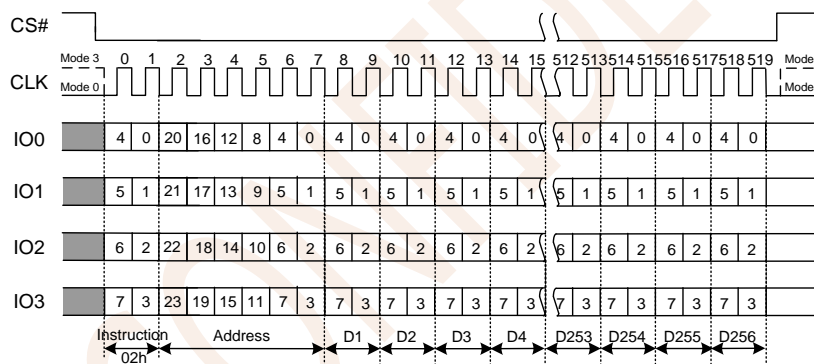 CS#
Mode 3 0 1 2 3 4 5 6 7 8 9 10 11 12 13 14 15 512 513 514 515 516 517 518 519 Mode
CLK
Mode 0 Mode
IO0 4 0 20 16 12 8 4 0 4 0 4 0 4 0 4 0 4 0 4 0 4 0 4 0
IO1 5 1 21 17 13 9 5 1 5 1 5 1 5 1 5 1 5 1 5 1 5 1 5 1
IO2 6 2 22 18 14 10 6 2 6 2 6 2 6 2 6 2 6 2 6 2 6 2 6 2
IO3 7 3 23 19 15 11 7 3 7 3 7 3 7 3 7 3 7 3 7 3 7 3 7 3
Instruction Address D1 D2 D3 D4 D253 D254 D255 D256
02h